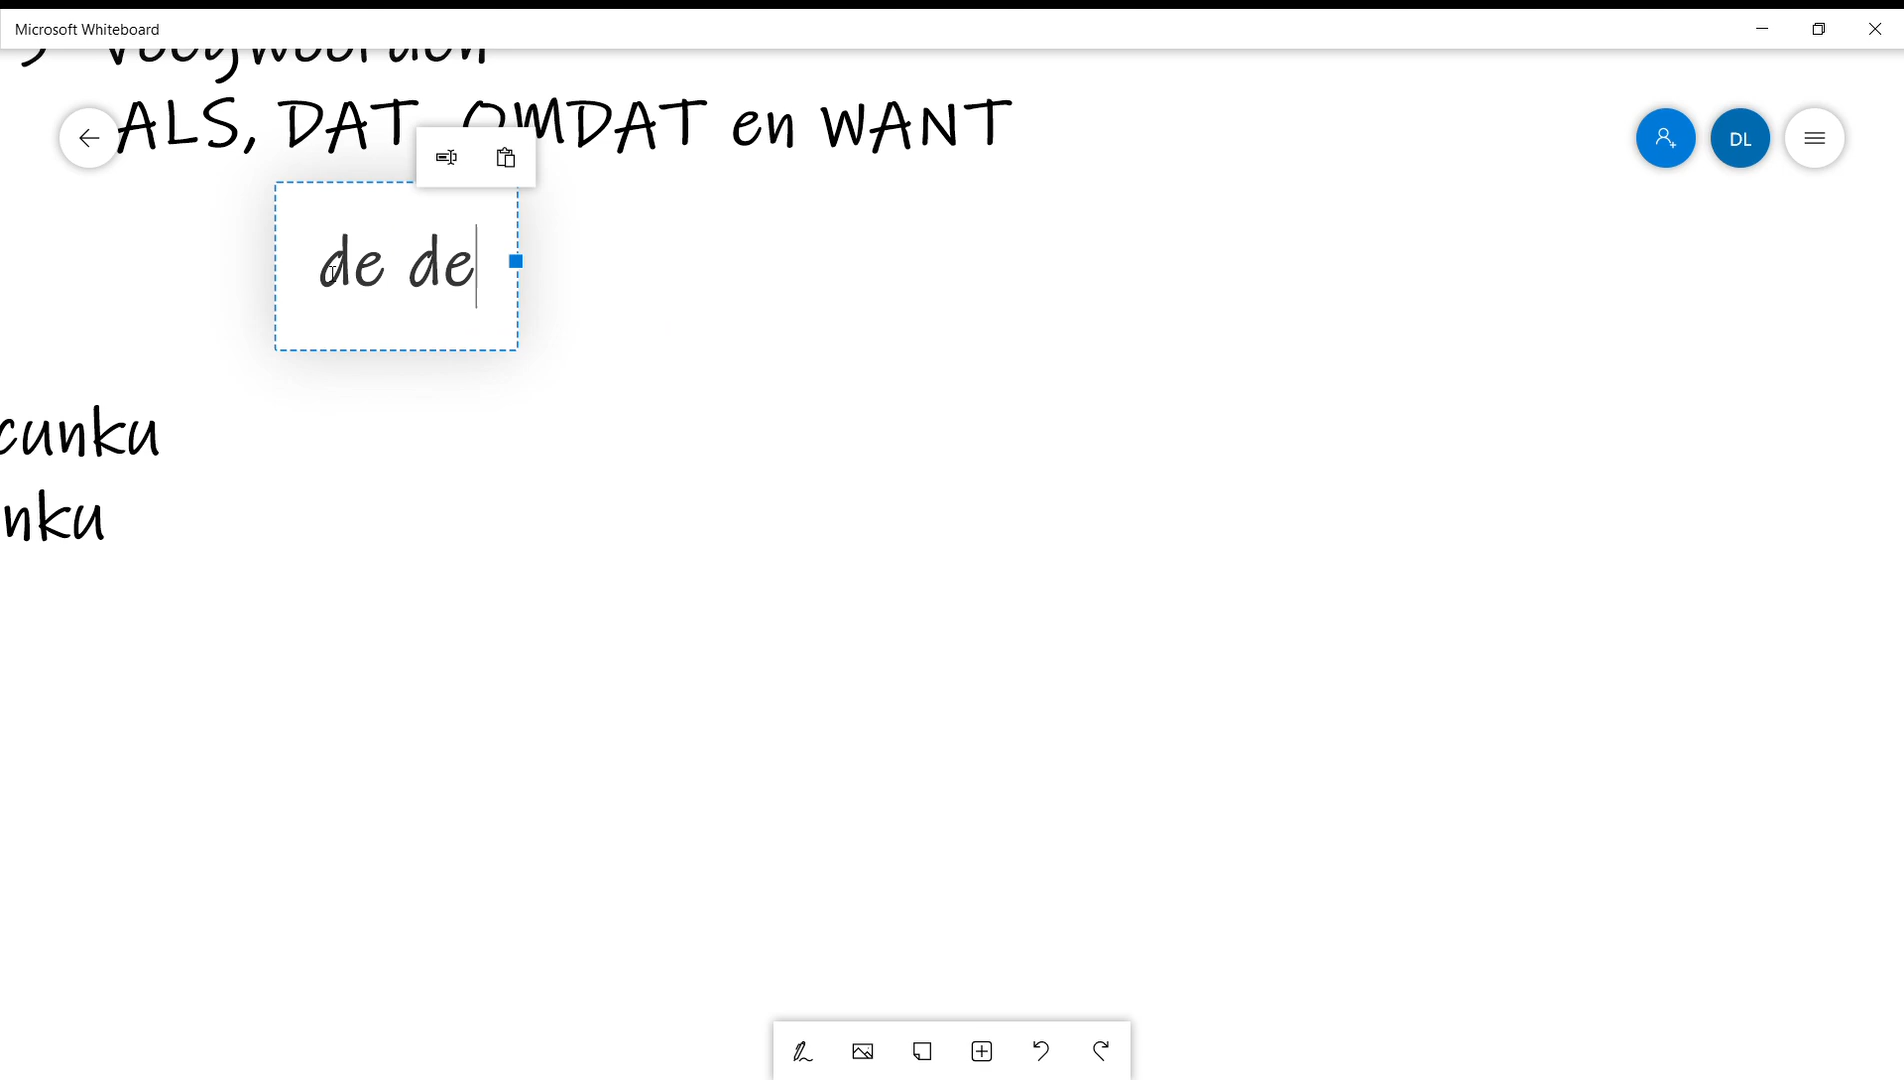 Microsoft Whiteboard
ALS, DAT, OMDAT en WANT
DL
de de
cunku
nku